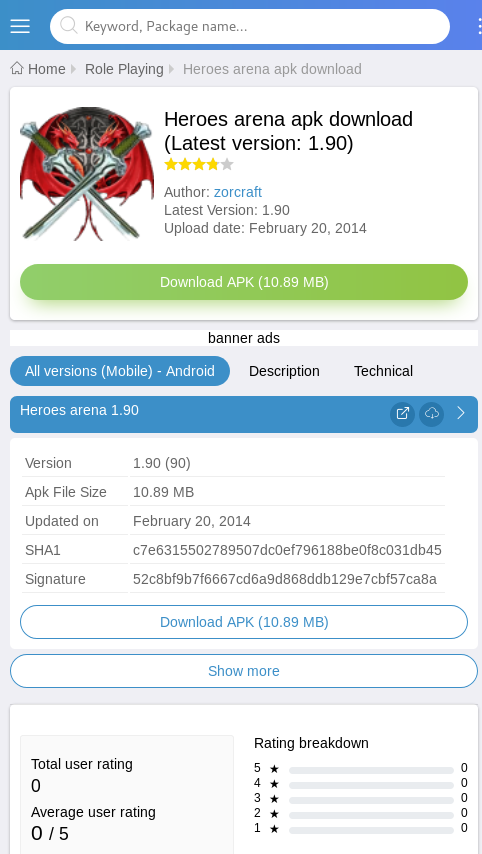 Keyword, Package name...
Home Role Playing Heroes arena apk download
Heroes arena apk download
(Latest version: 1.90)
Author: zorcraft
Latest Version: 1.90
Upload date: February 20, 2014
Download APK (10.89 MB)
banner ads
All versions (Mobile) - Android Description Technical
Heroes arena 1.90
Version 1.90 (90)
Apk File Size 10.89 MB
Updated on February 20, 2014
SHA1 c7e6315502789507dc0ef796188be0f8c031db45
Signature 52c8bf9b7f6667cd6a9d868ddb129e7cbf57ca8a
Download APK (10.89 MB)
Show more
Total user rating
0
Average user rating
0 / 5
Rating breakdown
5 ★ 0
4 ★ 0
3 ★ 0
2 ★ 0
1 ★ 0